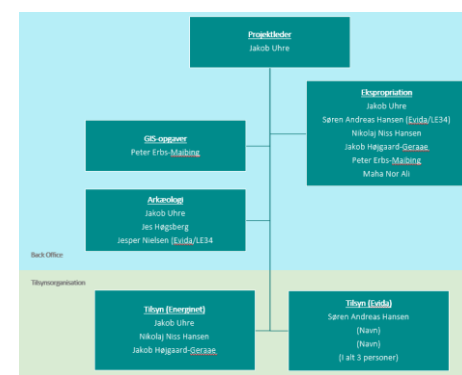 Projektleder
Jakob Uhre
Ekspropriation
Jakob Uhre
Søren Andreas Hansen (Evida/LE34)
Nikolaj Niss Hansen
Jakob Højgaard-Geraae
Peter Erbs-Maibing
Maha Nor Ali
GIS-opgaver
Peter Erbs-Maibing
Arkæologi
Jakob Uhre
Jes Høgsberg
Jesper Nielsen (Evida/LE34
Back Office
Tilsynsorganisation
Tilsyn (Energinet)
Jakob Uhre
Nikolaj Niss Hansen
Jakob Højgaard-Geraae
Tilsyn (Evida)
Søren Andreas Hansen
(Navn)
(Navn)
(I alt 3 personer)